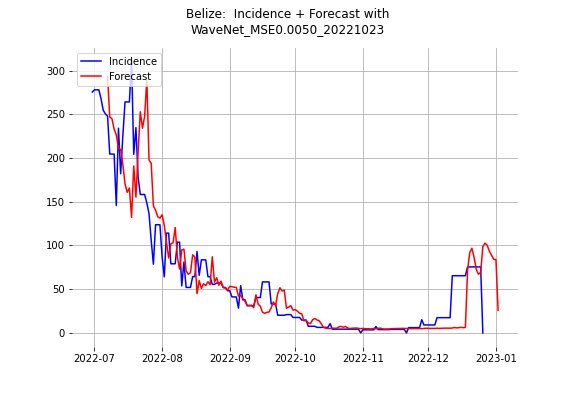 Belize:  Incidence + Forecast with
WaveNet_MSE0.0050_20221023
Incidence
Forecast
300
250
200
150
100
50
0
2022-07 2022-08 2022-09 2022-10 2022-11 2022-12 2023-01